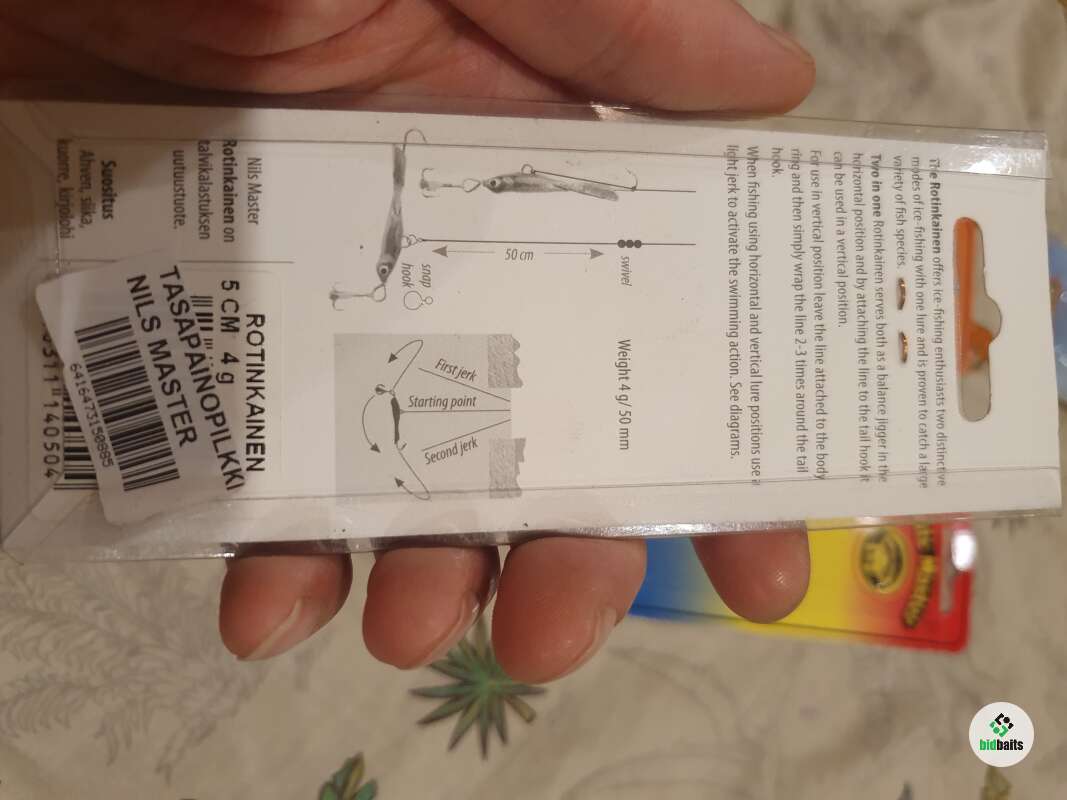 The Rotinkainen offers ice-fishing enthusiasts two distinctive
modes of ice-fishing with one lure and is proven to catch a large
variety of fish species.
Two in one Rotinkainen serves both as a balance jigger in the
horizontal position and by attaching the line to the tail hook it
can be used in a vertical position.
For use in vertical position leave the line attached to the body
ring and then simply wrap the line 2-3 times around the tail
hook.
When fishing using horizontal and vertical lure positions use a
light jerk to activate the swimming action. See diagrams.
Weight 4 g/ 50 mm
swivel
50 cm
snap
hook
First jerk
Starting point
Second jerk
Nils Master
Rotinkainen on
talvikalastuksen
uutuustuote.
Suositus
Ahven, siika,
kuorre, kirjolohi
ROTINKAINEN
5 CM 4 g
TASAPAINOPILKKI
NILS MASTER
6416473150885
140504
bidbaits